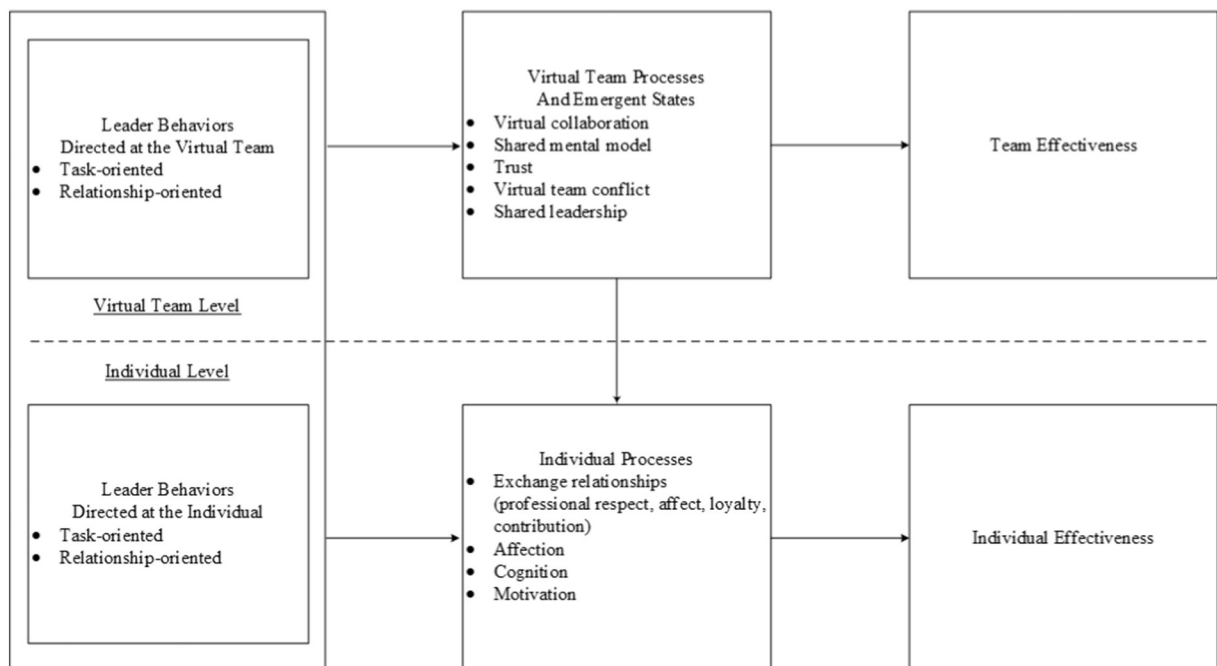 Leader Behaviors
Directed at the Virtual Team
• Task-oriented
• Relationship-oriented
Virtual Team Level
Virtual Team Processes
And Emergent States
• Virtual collaboration
• Shared mental model
• Trust
• Virtual team conflict
• Shared leadership
Team Effectiveness
Individual Level
Leader Behaviors
Directed at the Individual
• Task-oriented
• Relationship-oriented
Individual Processes
• Exchange relationships
(professional respect, affect, loyalty,
contribution)
• Affection
• Cognition
• Motivation
Individual Effectiveness